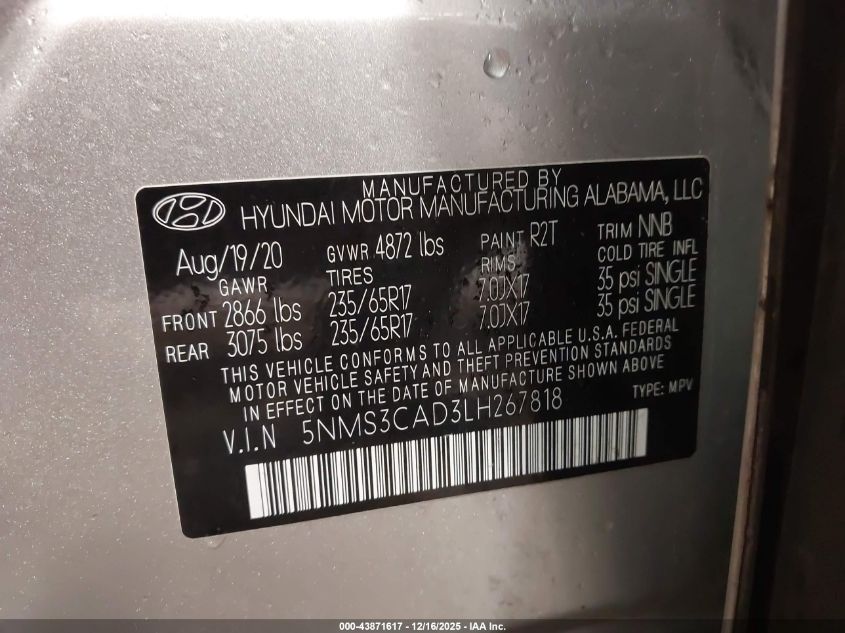 MANUFACTURED BY
HYUNDAI MOTOR MANUFACTURING ALABAMA, LLC
Aug/19/20 GVWR 4872 lbs PAINT R2T TRIM NNB
GAWR TIRES RIMS COLD TIRE INFL
FRONT 2866 lbs 235/65R17 7.0JX17 35 psi SINGLE
REAR 3075 lbs 235/65R17 7.0JX17 35 psi SINGLE
THIS VEHICLE CONFORMS TO ALL APPLICABLE U.S.A. FEDERAL
MOTOR VEHICLE SAFETY AND THEFT PREVENTION STANDARDS
IN EFFECT ON THE DATE OF MANUFACTURE SHOWN ABOVE
V.I.N 5NMS3CAD3LH267818 TYPE: MPV
000-43871617 - 12/16/2025 - IAA Inc.